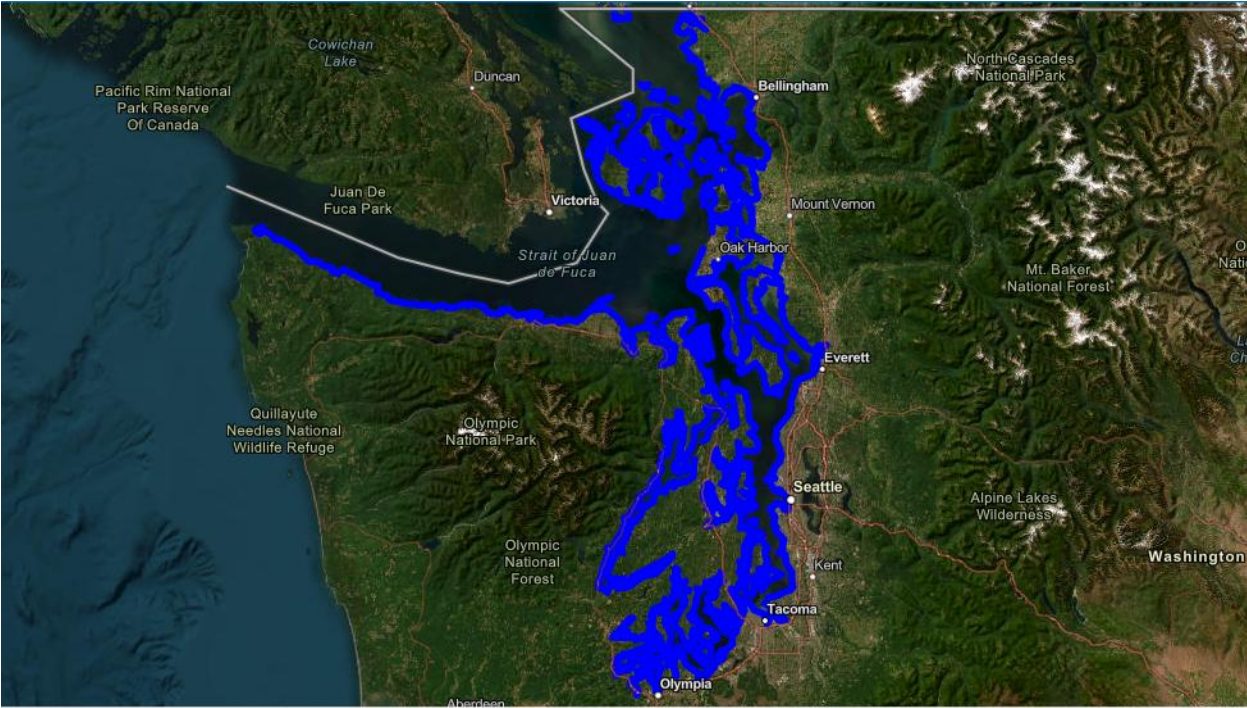 Cowichan
Lake
Duncan
Pacific Rim National
Park Reserve
Of Canada
North Cascades
National Park
Bellingham
Juan De
Fuca Park
Victoria
Mount Vernon
Oak Harbor
Strait of Juan
de Fuca
Mt. Baker
National Forest
Everett
Quillayute
Needles National
Wildlife Refuge
Olympic
National Park
Seattle
Alpine Lakes
Wilderness
Olympic
National
Forest
Washington
Kent
Tacoma
Olympia
Aberdeen